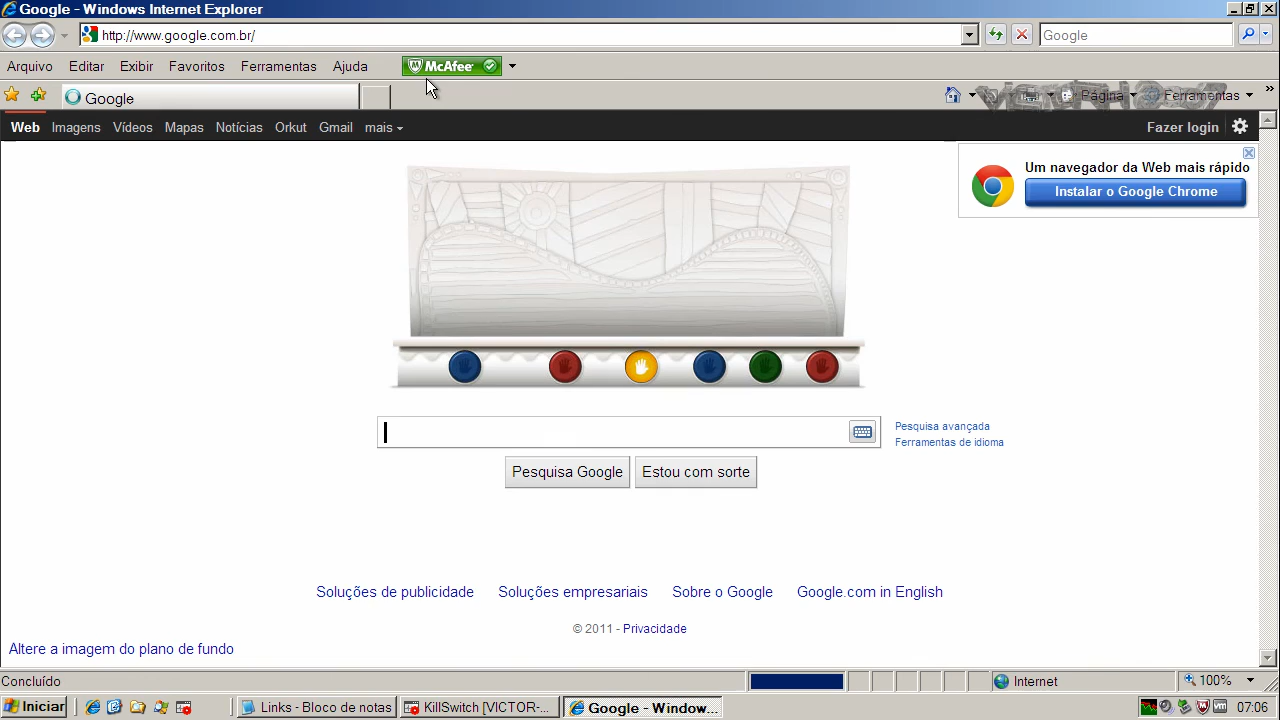 Google - Windows Internet Explorer
http://www.google.com.br/
Google
Arquivo Editar Exibir Favoritos Ferramentas Ajuda
McAfee
Google
Página Ferramentas
Web Imagens Vídeos Mapas Notícias Orkut Gmail mais
Fazer login
Um navegador da Web mais rápido
Instalar o Google Chrome
Pesquisa avançada
Ferramentas de idioma
Pesquisa Google Estou com sorte
Soluções de publicidade Soluções empresariais Sobre o Google Google.com in English
© 2011 - Privacidade
Altere a imagem do plano de fundo
Concluído
Internet
100%
Iniciar
Links - Bloco de notas
KillSwitch [VICTOR-...
Google - Window...
07:06